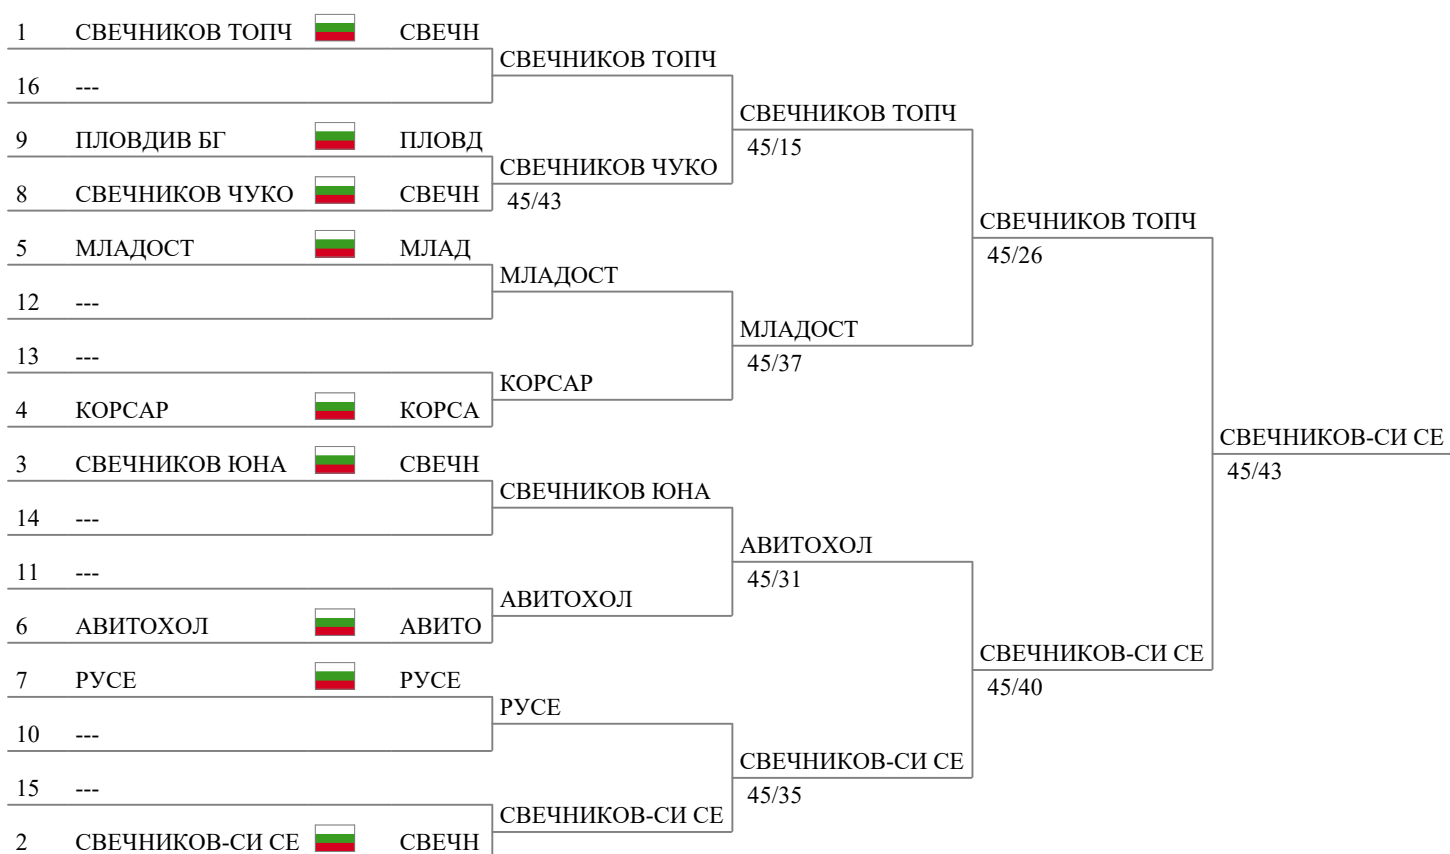 1 СВЕЧНИКОВ ТОПЧ СВЕЧН
СВЕЧНИКОВ ТОПЧ
16 ---
СВЕЧНИКОВ ТОПЧ
9 ПЛОВДИВ БГ ПЛОВД
45/15
СВЕЧНИКОВ ЧУКО
8 СВЕЧНИКОВ ЧУКО СВЕЧН
45/43
СВЕЧНИКОВ ТОПЧ
5 МЛАДОСТ МЛАД
45/26
МЛАДОСТ
12 ---
МЛАДОСТ
13 ---
45/37
КОРСАР
4 КОРСАР КОРСА
СВЕЧНИКОВ-СИ СЕ
3 СВЕЧНИКОВ ЮНА СВЕЧН
45/43
СВЕЧНИКОВ ЮНА
14 ---
АВИТОХОЛ
11 ---
45/31
АВИТОХОЛ
6 АВИТОХОЛ АВИТО
СВЕЧНИКОВ-СИ СЕ
7 РУСЕ РУСЕ
45/40
РУСЕ
10 ---
СВЕЧНИКОВ-СИ СЕ
15 ---
45/35
СВЕЧНИКОВ-СИ СЕ
2 СВЕЧНИКОВ-СИ СЕ СВЕЧН